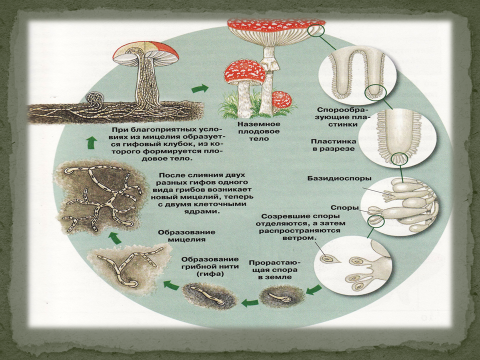 При благоприятных усло-
виях из мицелия образует-
ся гифовый клубок, из ко-
торого формируется пло-
довое тело.
Наземное
плодовое
тело
Спорообра-
зующие пла-
стинки
Пластинка
в разрезе
Базидиоспоры
Споры
Созревшие споры
отделяются, а затем
распространяются
ветром.
Прорастаю-
щая спора
в земле
Образование
грибной нити
(гифа)
Образование
мицелия
После слияния двух
разных гифов одного
вида грибов возникает
новый мицелий, теперь
с двумя клеточными
ядрами.